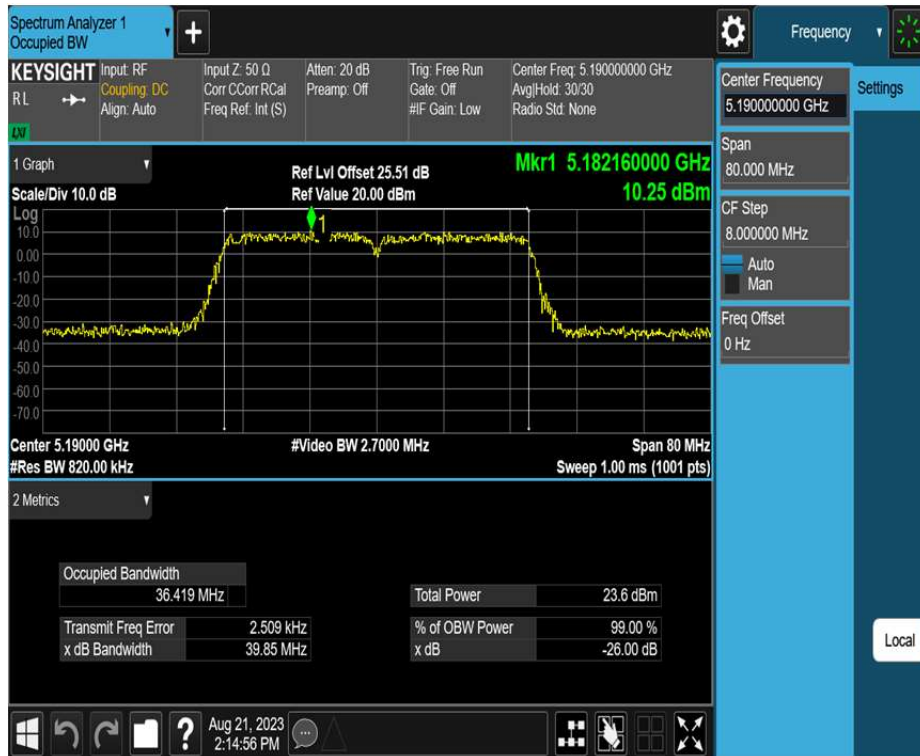 Spectrum Analyzer 1
Occupied BW
+
Frequency
KEYSIGHT
R L
LXI
Input: RF
Coupling: DC
Align: Auto
Input Z: 50 Ω
Corr CCorr RCal
Freq Ref: Int (S)
Atten: 20 dB
Preamp: Off
Trig: Free Run
Gate: Off
#IF Gain: Low
Center Freq: 5.190000000 GHz
Avg|Hold: 30/30
Radio Std: None
Center Frequency
5.190000000 GHz
Settings
Span
80.000 MHz
CF Step
8.000000 MHz
Auto
Man
Freq Offset
0 Hz
Local
1 Graph
Scale/Div 10.0 dB
Ref Lvl Offset 25.51 dB
Ref Value 20.00 dBm
Mkr1 5.182160000 GHz
10.25 dBm
Log
1
10.0
0.00
-10.0
-20.0
-30.0
-40.0
-50.0
-60.0
-70.0
Center 5.19000 GHz
#Video BW 2.7000 MHz
Span 80 MHz
#Res BW 820.00 kHz
Sweep 1.00 ms (1001 pts)
2 Metrics
Occupied Bandwidth
36.419 MHz
Total Power 23.6 dBm
Transmit Freq Error 2.509 kHz
% of OBW Power 99.00 %
x dB Bandwidth 39.85 MHz
x dB -26.00 dB
?
Aug 21, 2023
2:14:56 PM